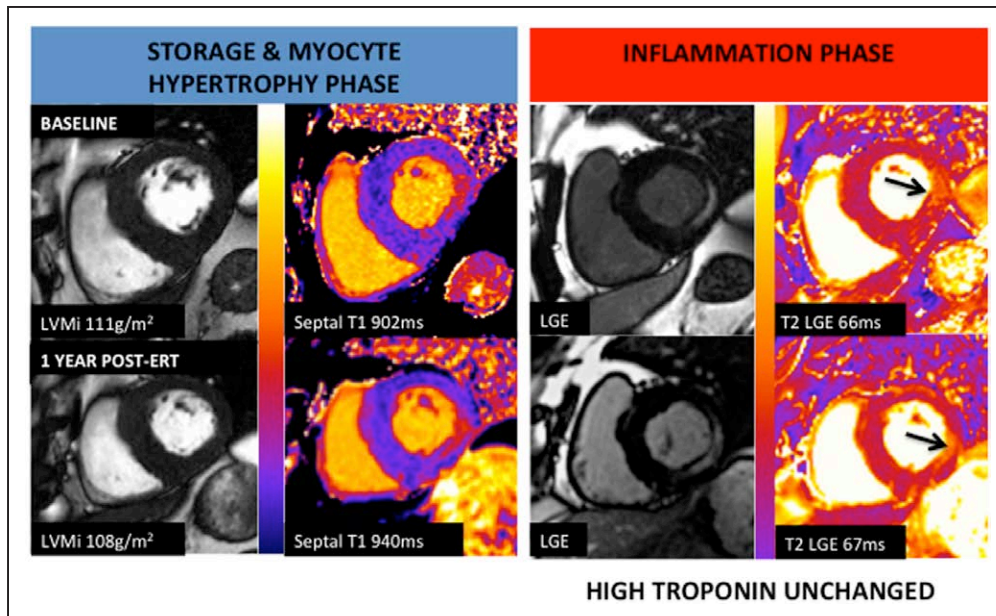 STORAGE & MYOCYTE
HYPERTROPHY PHASE
INFLAMMATION PHASE
BASELINE
LVMi 111g/m²
Septal T1 902ms
LGE
T2 LGE 66ms
1 YEAR POST-ERT
LVMi 108g/m²
Septal T1 940ms
LGE
T2 LGE 67ms
HIGH TROPONIN UNCHANGED